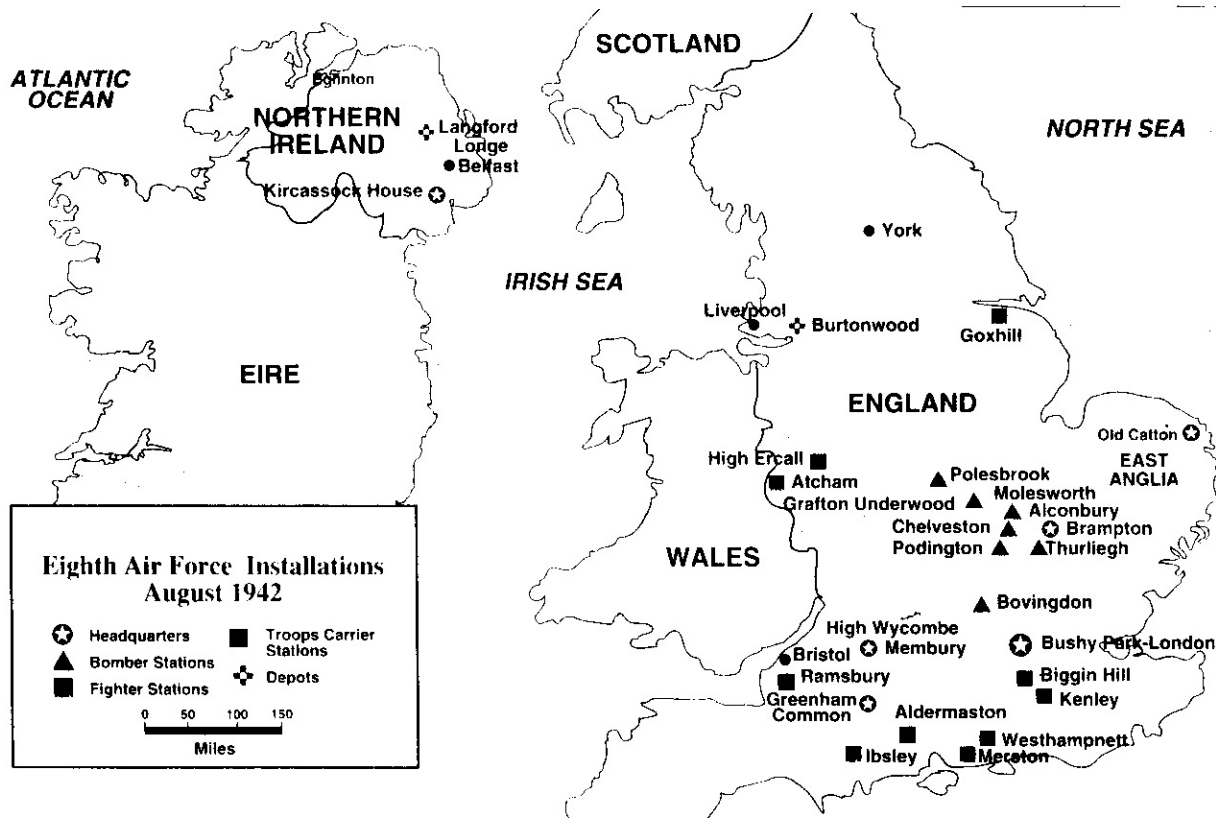 SCOTLAND
ATLANTIC
OCEAN
Eglinton
NORTHERN
IRELAND
Langford
Longe
Belfast
Kircassock House
NORTH SEA
York
IRISH SEA
Liverpool
Burtonwood
Goxhill
EIRE
ENGLAND
Old Catton
EAST
ANGLIA
High Ercall
Atcham
Polesbrook
Molesworth
Grafton Underwood
Alconbury
Chelveston
Brampton
Podington
Thurliegh
WALES
Bovingdon
High Wycombe
Membury
Bushy Park-London
Bristol
Ramsbury
Biggin Hill
Kenley
Greenham
Common
Aldermaston
Westhampnett
Ibsley
Merston
Eighth Air Force Installations
August 1942
Headquarters
Troops Carrier
Stations
Bomber Stations
Fighter Stations
Depots
0 50 100 150
Miles